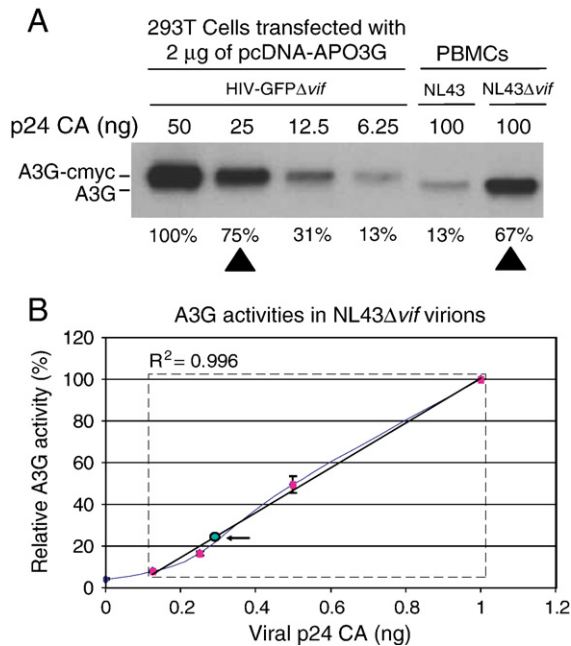 A
293T Cells transfected with
2 µg of pcDNA-APO3G
PBMCs
HIV-GFPΔvif
NL43
NL43Δvif
p24 CA (ng)
50
25
12.5
6.25
100
100
A3G-cmyc
A3G
100%
75%
31%
13%
13%
67%
B
A3G activities in NL43Δvif virions
R²= 0.996
Relative A3G activity (%)
120
100
80
60
40
20
0
0
0.2
0.4
0.6
0.8
1
1.2
Viral p24 CA (ng)